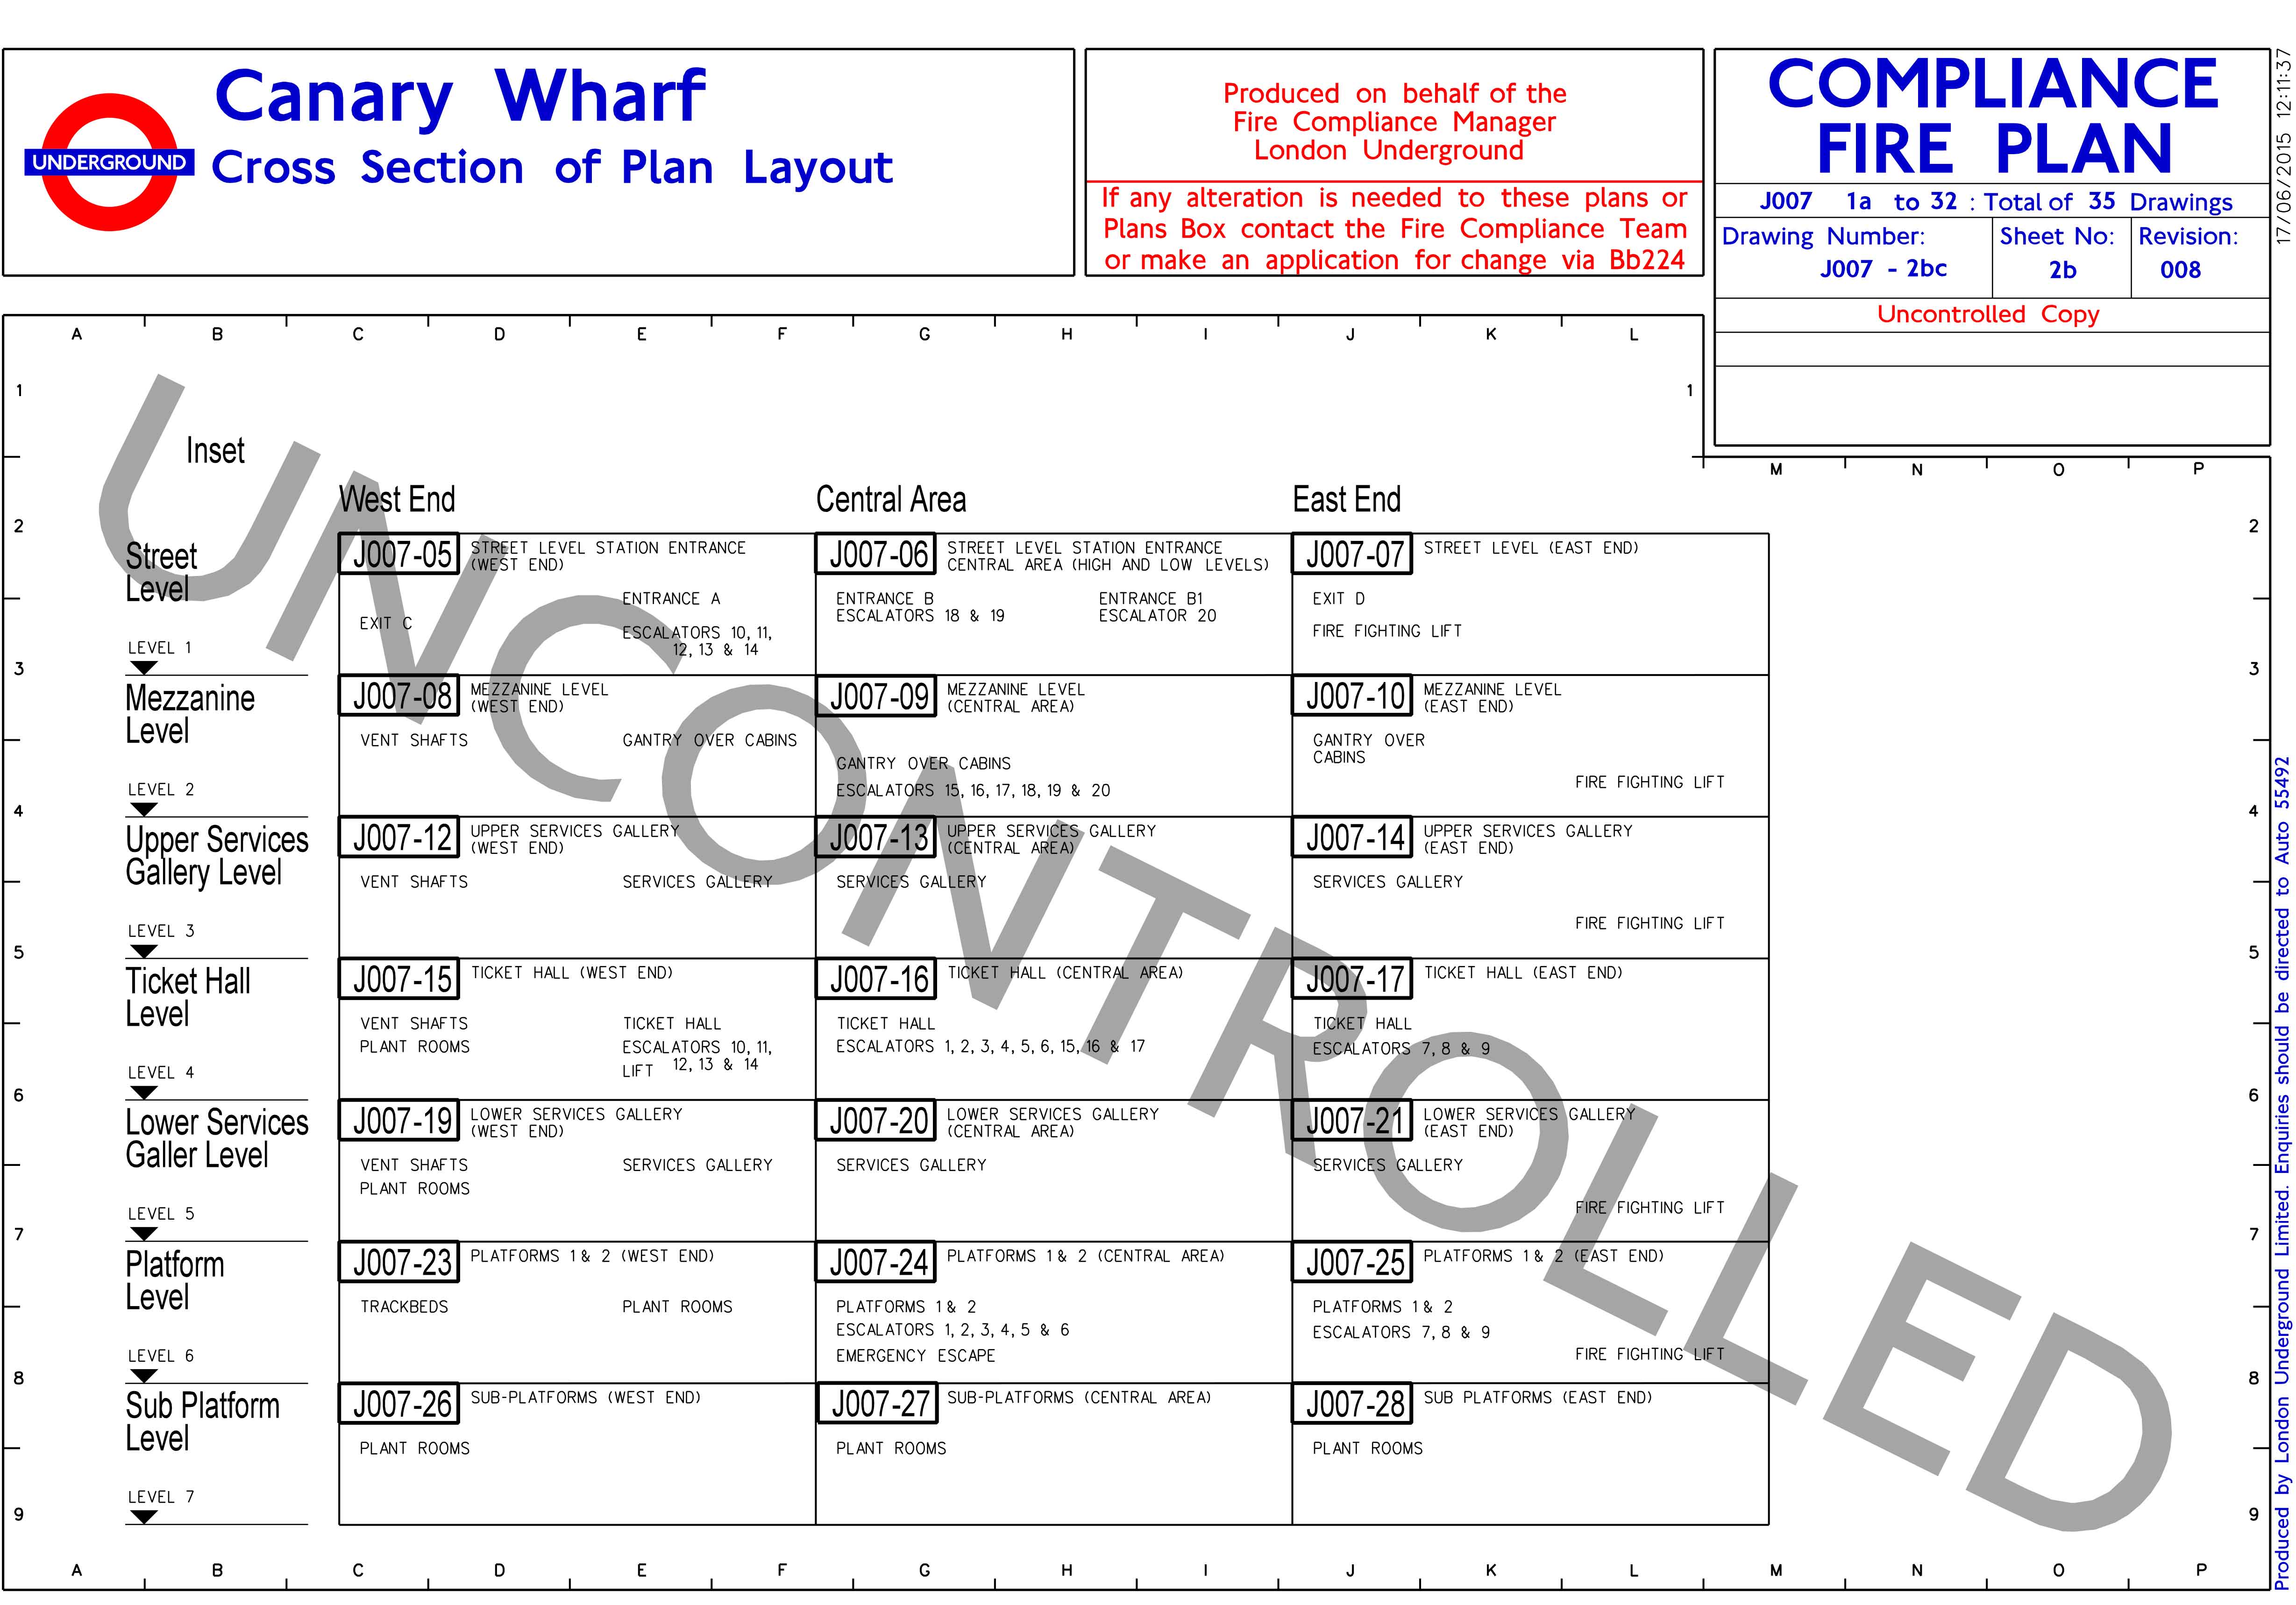 Canary Wharf
Cross Section of Plan Layout
UNDERGROUND
Produced on behalf of the
Fire Compliance Manager
London Underground
If any alteration is needed to these plans or
Plans Box contact the Fire Compliance Team
or make an application for change via Bb224
COMPLIANCE
FIRE PLAN
J007 1a to 32 : Total of 35 Drawings
Drawing Number:
J007 - 2bc
Sheet No:
2b
Revision:
008
Uncontrolled Copy
17/06/2015 12:11:37
A B C D E F G H I J K L
M N O P
1 1
Inset
West End Central Area East End
2 2
Street
Level
LEVEL 1
J007-05 STREET LEVEL STATION ENTRANCE
(WEST END)
EXIT C
ENTRANCE A
ESCALATORS 10, 11,
12, 13 & 14
J007-06 STREET LEVEL STATION ENTRANCE
CENTRAL AREA (HIGH AND LOW LEVELS)
ENTRANCE B
ESCALATORS 18 & 19
ENTRANCE B1
ESCALATOR 20
J007-07 STREET LEVEL (EAST END)
EXIT D
FIRE FIGHTING LIFT
3 3
Mezzanine
Level
LEVEL 2
J007-08 MEZZANINE LEVEL
(WEST END)
VENT SHAFTS
GANTRY OVER CABINS
J007-09 MEZZANINE LEVEL
(CENTRAL AREA)
GANTRY OVER CABINS
ESCALATORS 15, 16, 17, 18, 19 & 20
J007-10 MEZZANINE LEVEL
(EAST END)
GANTRY OVER
CABINS
FIRE FIGHTING LIFT
4 4
Upper Services
Gallery Level
LEVEL 3
J007-12 UPPER SERVICES GALLERY
(WEST END)
VENT SHAFTS
SERVICES GALLERY
J007-13 UPPER SERVICES GALLERY
(CENTRAL AREA)
SERVICES GALLERY
J007-14 UPPER SERVICES GALLERY
(EAST END)
SERVICES GALLERY
FIRE FIGHTING LIFT
5 5
Ticket Hall
Level
LEVEL 4
J007-15 TICKET HALL (WEST END)
VENT SHAFTS
PLANT ROOMS
TICKET HALL
ESCALATORS 10, 11,
12, 13 & 14
LIFT
J007-16 TICKET HALL (CENTRAL AREA)
TICKET HALL
ESCALATORS 1, 2, 3, 4, 5, 6, 15, 16 & 17
J007-17 TICKET HALL (EAST END)
TICKET HALL
ESCALATORS 7, 8 & 9
6 6
Lower Services
Galler Level
LEVEL 5
J007-19 LOWER SERVICES GALLERY
(WEST END)
VENT SHAFTS
PLANT ROOMS
SERVICES GALLERY
J007-20 LOWER SERVICES GALLERY
(CENTRAL AREA)
SERVICES GALLERY
J007-21 LOWER SERVICES GALLERY
(EAST END)
SERVICES GALLERY
FIRE FIGHTING LIFT
7 7
Platform
Level
LEVEL 6
J007-23 PLATFORMS 1 & 2 (WEST END)
TRACKBEDS
PLANT ROOMS
J007-24 PLATFORMS 1 & 2 (CENTRAL AREA)
PLATFORMS 1 & 2
ESCALATORS 1, 2, 3, 4, 5 & 6
EMERGENCY ESCAPE
J007-25 PLATFORMS 1 & 2 (EAST END)
PLATFORMS 1 & 2
ESCALATORS 7, 8 & 9
FIRE FIGHTING LIFT
8 8
Sub Platform
Level
LEVEL 7
J007-26 SUB-PLATFORMS (WEST END)
PLANT ROOMS
J007-27 SUB-PLATFORMS (CENTRAL AREA)
PLANT ROOMS
J007-28 SUB PLATFORMS (EAST END)
PLANT ROOMS
9 9
A B C D E F G H I J K L M N O P
UNCONTROLLED
Produced by London Underground Limited. Enquiries should be directed to Auto 55492